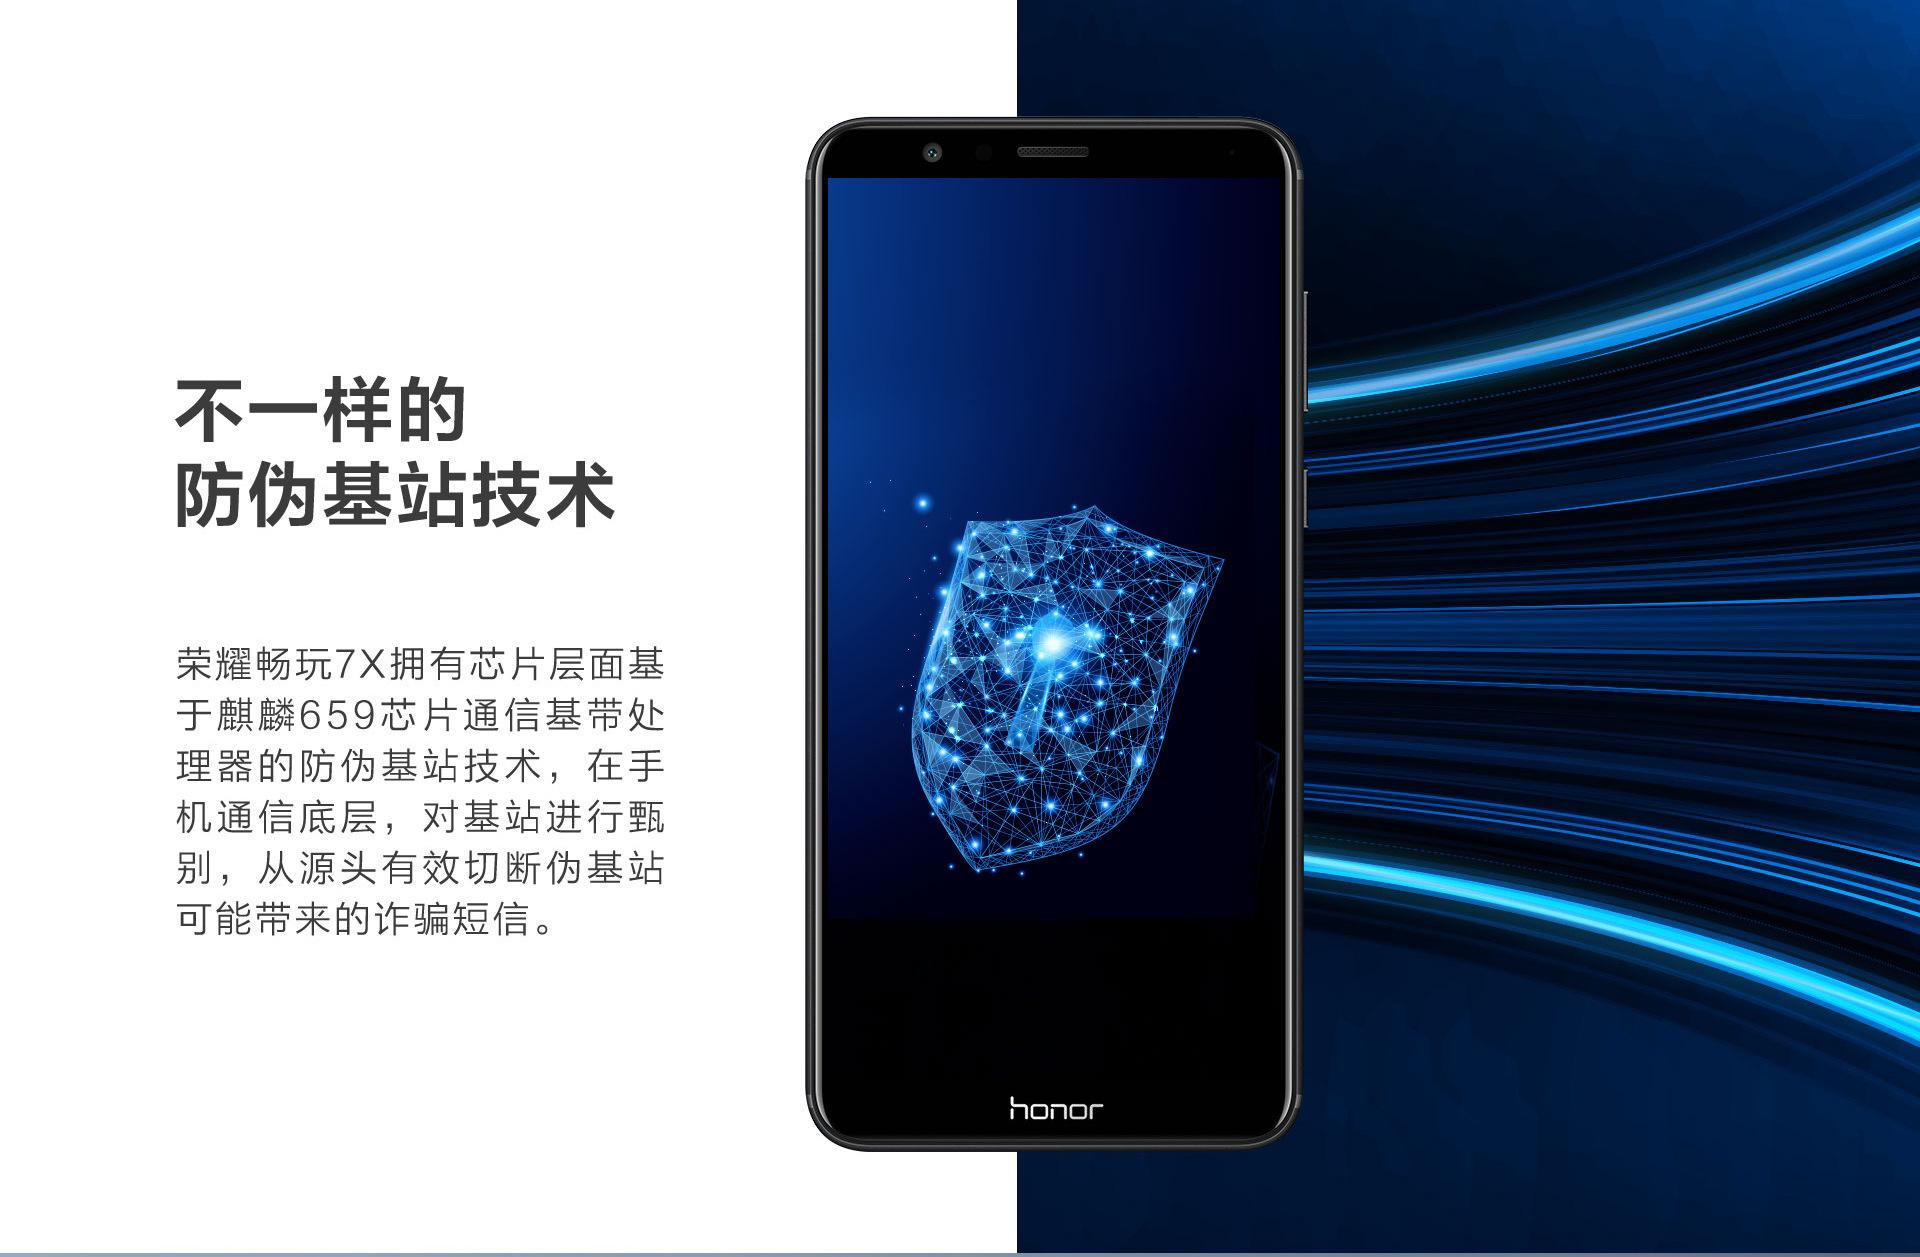 不一样的
防伪基站技术
荣耀畅玩7X拥有芯片层面基
于麒麟659芯片通信基带处
理器的防伪基站技术，在手
机通信底层，对基站进行甄
别，从源头有效切断伪基站
可能带来的诈骗短信。
honor